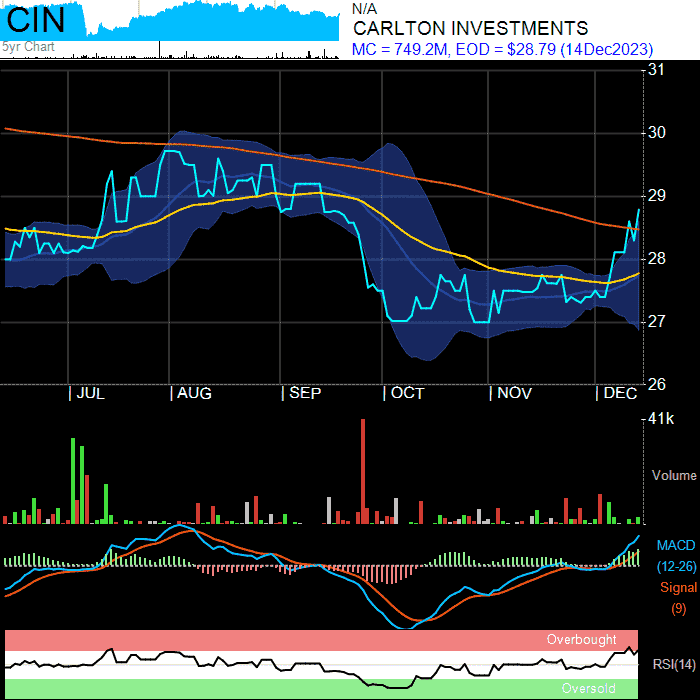 CIN
5yr Chart
N/A
CARLTON INVESTMENTS
MC = 749.2M, EOD = $28.79 (14Dec2023)
31
30
29
28
27
26
JUL AUG SEP OCT NOV DEC
41k
Volume
MACD
(12-26)
Signal
(9)
Overbought
RSI(14)
Oversold